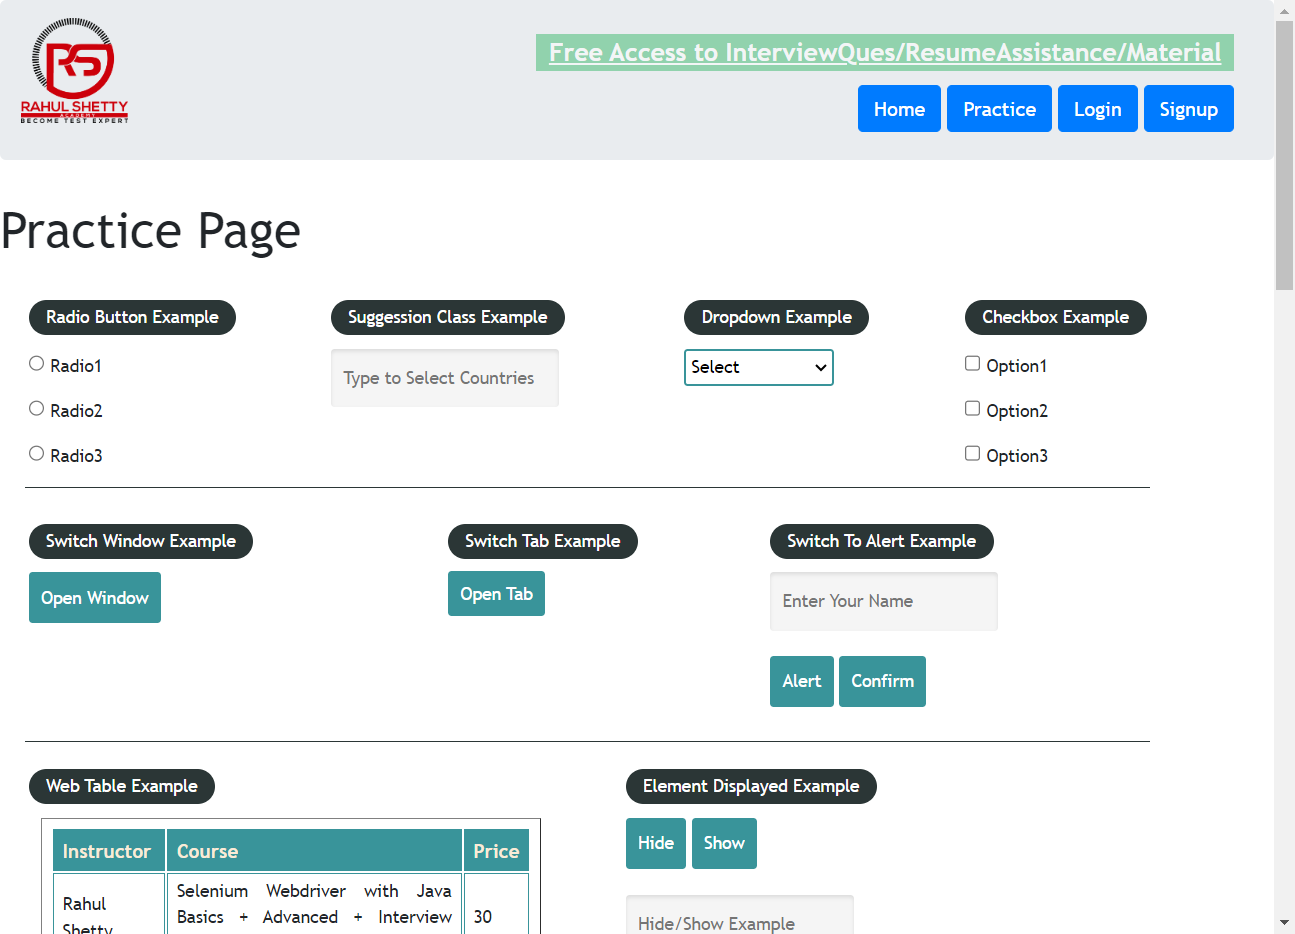 RS
RAHUL SHETTY
ACADEMY
BECOME TEST EXPERT
Free Access to InterviewQues/ResumeAssistance/Material
Home Practice Login Signup
Practice Page
Radio Button Example
Radio1
Radio2
Radio3
Suggession Class Example
Type to Select Countries
Dropdown Example
Select
Checkbox Example
Option1
Option2
Option3
Switch Window Example
Open Window
Switch Tab Example
Open Tab
Switch To Alert Example
Enter Your Name
Alert Confirm
Web Table Example
Instructor Course Price
Rahul Shetty
Selenium Webdriver with Java
Basics + Advanced + Interview
30
Element Displayed Example
Hide Show
Hide/Show Example